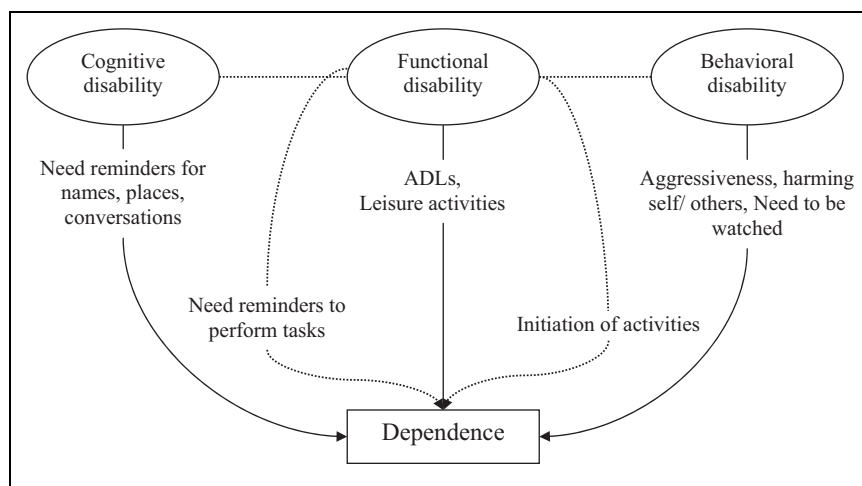 Cognitive
disability
Functional
disability
Behavioral
disability
Need reminders for
names, places,
conversations
ADLs,
Leisure activities
Aggressiveness, harming
self/ others, Need to be
watched
Need reminders to
perform tasks
Initiation of activities
Dependence